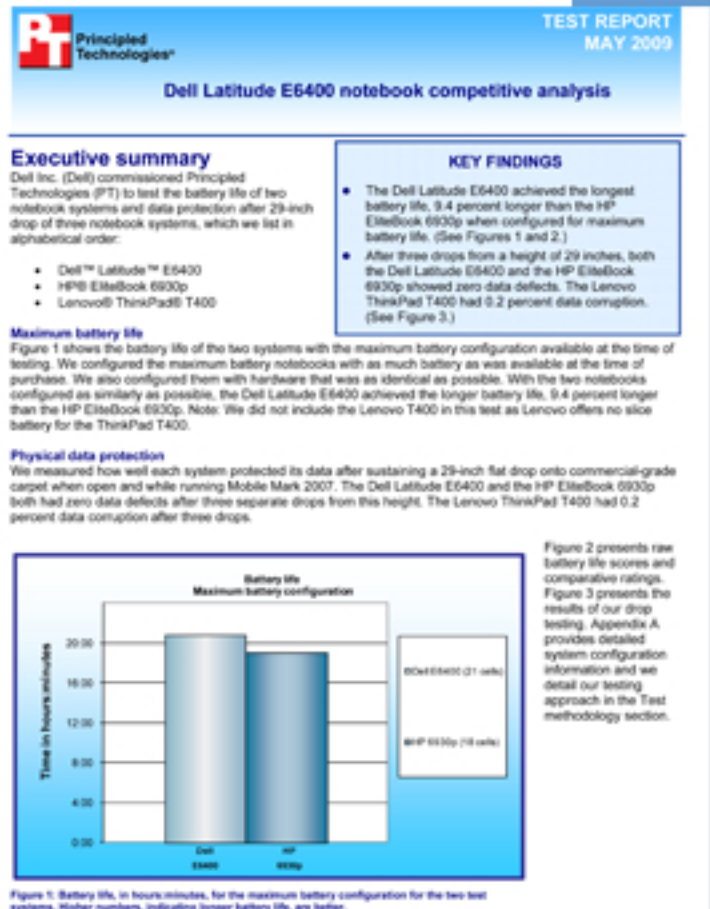 PT Principled
Technologies®
TEST REPORT
MAY 2009
Dell Latitude E6400 notebook competitive analysis
Executive summary
Dell Inc. (Dell) commissioned Principled
Technologies (PT) to test the battery life of two
notebook systems and data protection after 29-inch
drop of three notebook systems, which we list in
alphabetical order:
• Dell™ Latitude™ E6400
• HP® EliteBook 6930p
• Lenovo® ThinkPad® T400
KEY FINDINGS
• The Dell Latitude E6400 achieved the longest
battery life, 9.4 percent longer than the HP
EliteBook 6930p when configured for maximum
battery life. (See Figures 1 and 2.)
• After three drops from a height of 29 inches, both
the Dell Latitude E6400 and the HP EliteBook
6930p showed zero data defects. The Lenovo
ThinkPad T400 had 0.2 percent data corruption.
(See Figure 3.)
Maximum battery life
Figure 1 shows the battery life of the two systems with the maximum battery configuration available at the time of
testing. We configured the maximum battery notebooks with as much battery as was available at the time of
purchase. We also configured them with hardware that was as identical as possible. With the two notebooks
configured as similarly as possible, the Dell Latitude E6400 achieved the longer battery life, 9.4 percent longer
than the HP EliteBook 6930p. Note: We did not include the Lenovo T400 in this test as Lenovo offers no slice
battery for the ThinkPad T400.
Physical data protection
We measured how well each system protected its data after sustaining a 29-inch flat drop onto commercial-grade
carpet when open and while running Mobile Mark 2007. The Dell Latitude E6400 and the HP EliteBook 6930p
both had zero data defects after three separate drops from this height. The Lenovo ThinkPad T400 had 0.2
percent data corruption after three drops.
Battery life
Maximum battery configuration
Time in hours:minutes
20:00
16:00
12:00
8:00
4:00
0:00
Dell
E6400
HP
6930p
Dell E6400 (21 cells)
HP 6930p (18 cells)
Figure 2 presents raw
battery life scores and
comparative ratings.
Figure 3 presents the
results of our drop
testing. Appendix A
provides detailed
system configuration
information and we
detail our testing
approach in the Test
methodology section.
Figure 1: Battery life, in hours:minutes, for the maximum battery configuration for the two test
systems. Higher numbers, indicating longer battery life, are better.